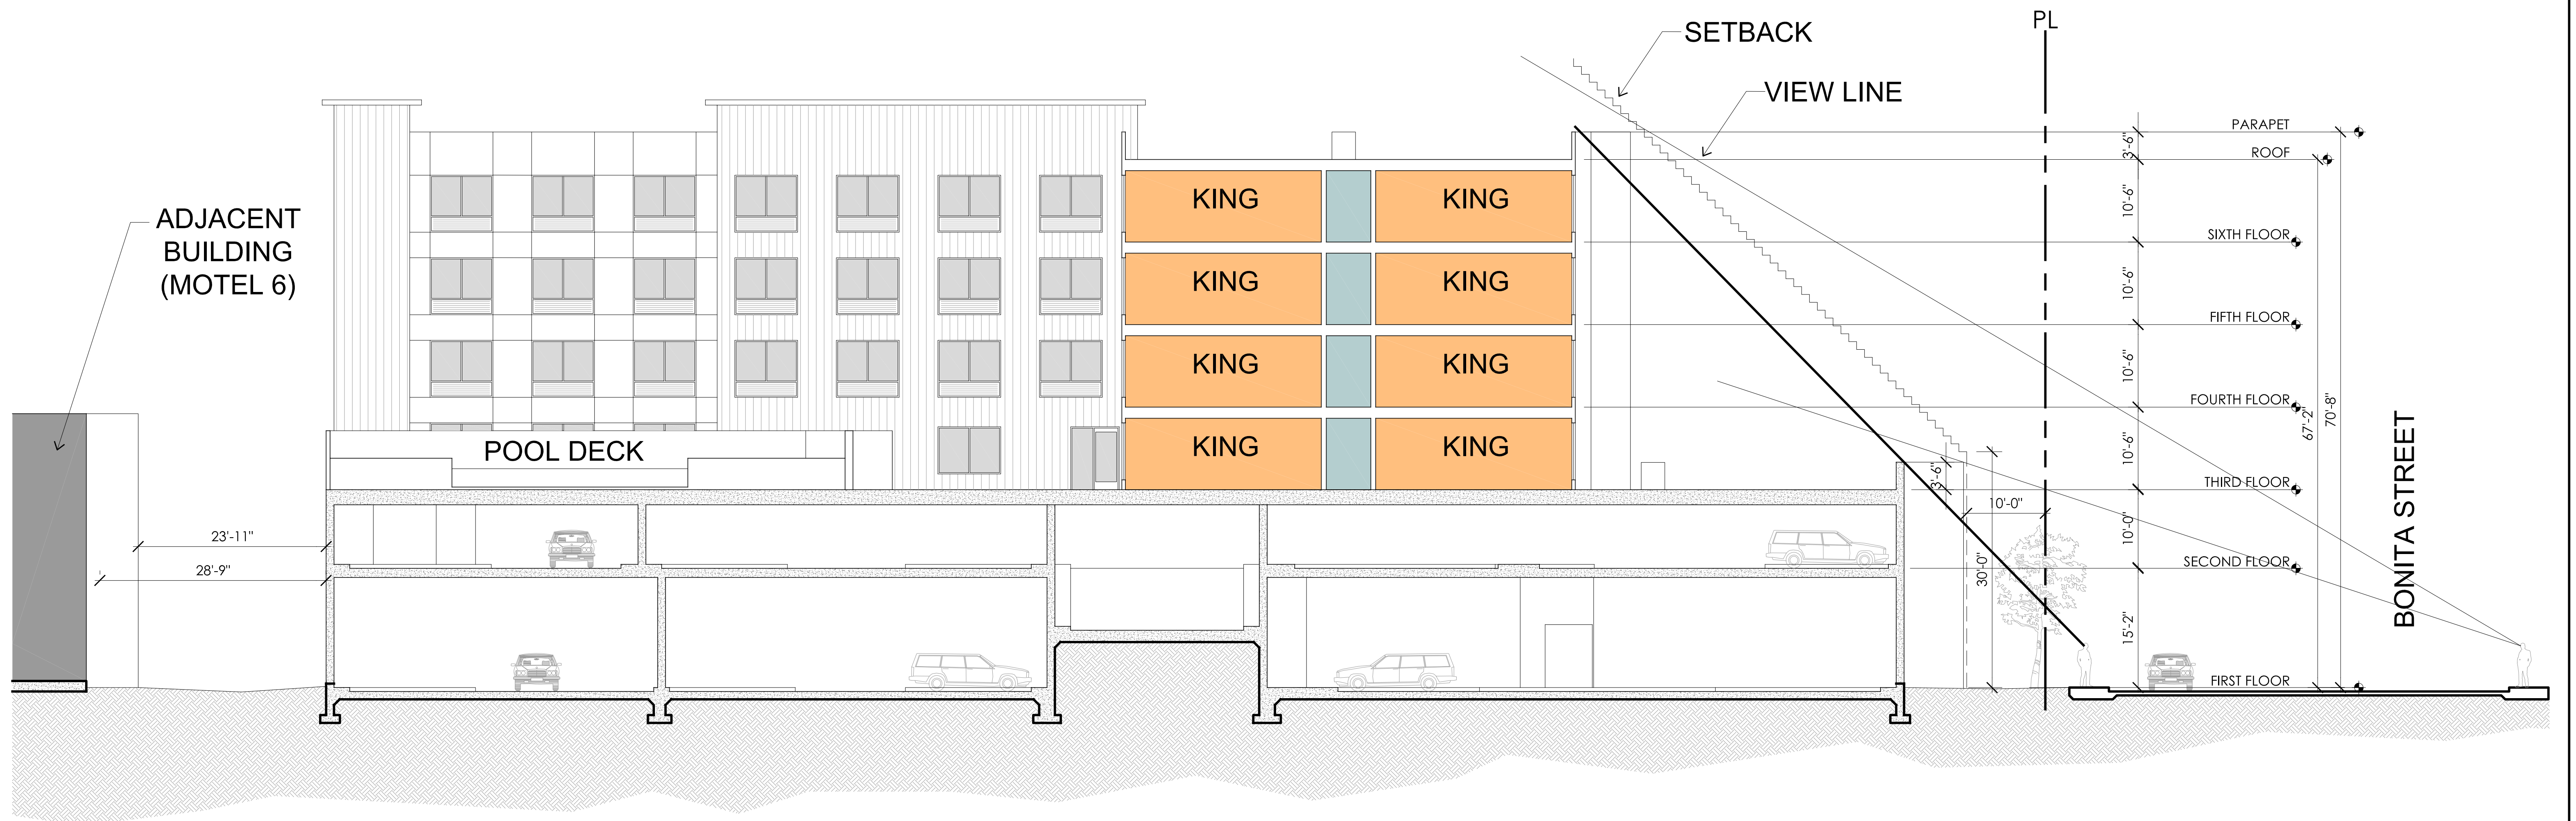 PL
SETBACK
VIEW LINE
PARAPET
3'-6"
ROOF
10'-6"
SIXTH FLOOR
10'-6"
FIFTH FLOOR
10'-6"
FOURTH FLOOR
67'-2"
70'-8"
10'-6"
THIRD FLOOR
10'-0"
SECOND FLOOR
15'-2"
FIRST FLOOR
BONITA STREET
ADJACENT
BUILDING
(MOTEL 6)
KING
KING
KING
KING
KING
KING
KING
KING
POOL DECK
3'-6"
10'-0"
30'-0"
23'-11"
28'-9"